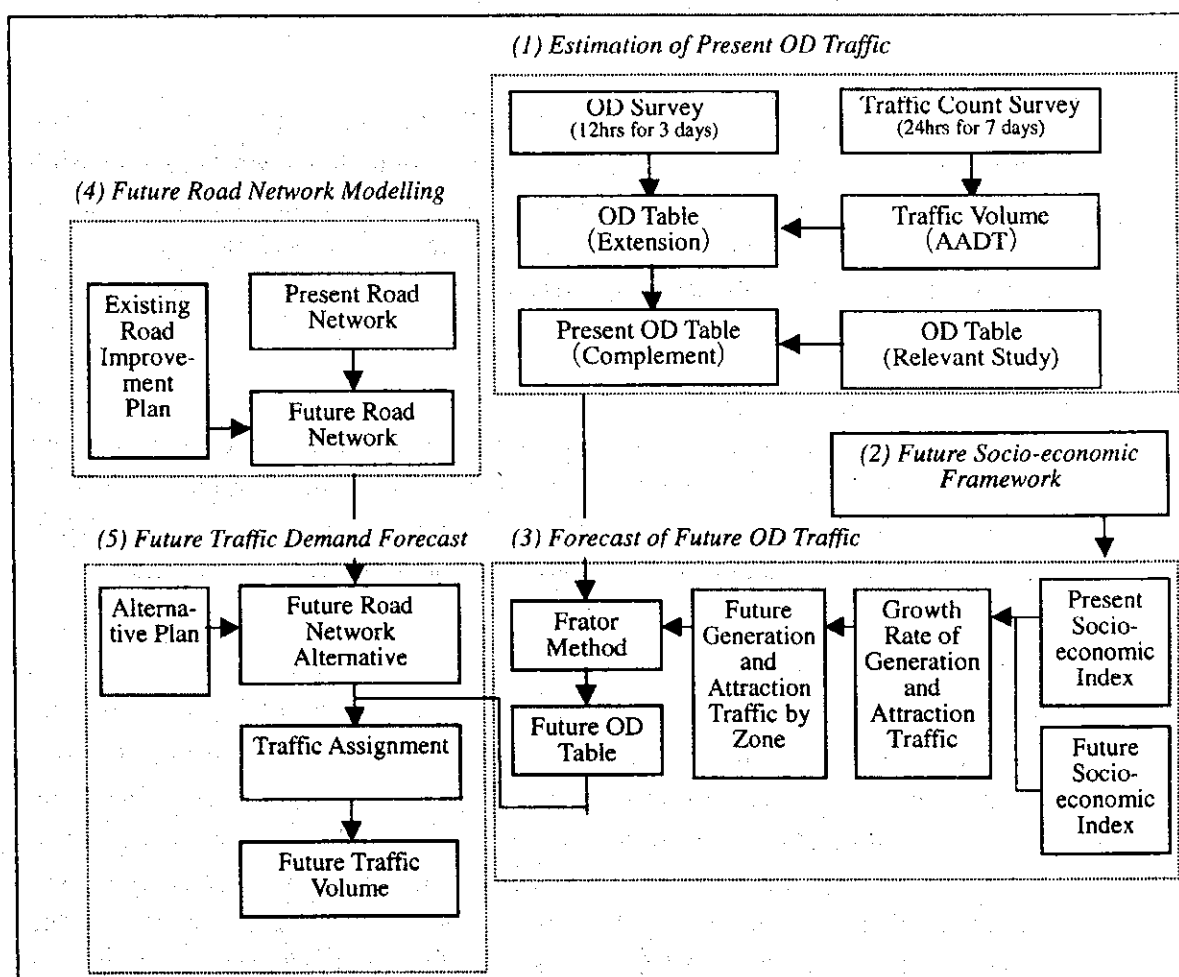 (1) Estimation of Present OD Traffic
OD Survey
(12hrs for 3 days)
Traffic Count Survey
(24hrs for 7 days)
OD Table
(Extension)
Traffic Volume
(AADT)
Present OD Table
(Complement)
OD Table
(Relevant Study)
(4) Future Road Network Modelling
Existing
Road
Improve-
ment
Plan
Present Road
Network
Future Road
Network
(2) Future Socio-economic
Framework
(5) Future Traffic Demand Forecast
Alterna-
tive Plan
Future Road
Network
Alternative
Traffic Assignment
Future Traffic
Volume
(3) Forecast of Future OD Traffic
Frator
Method
Future OD
Table
Future
Generation
and
Attraction
Traffic by
Zone
Growth
Rate of
Generation
and
Attraction
Traffic
Present
Socio-
economic
Index
Future
Socio-
economic
Index